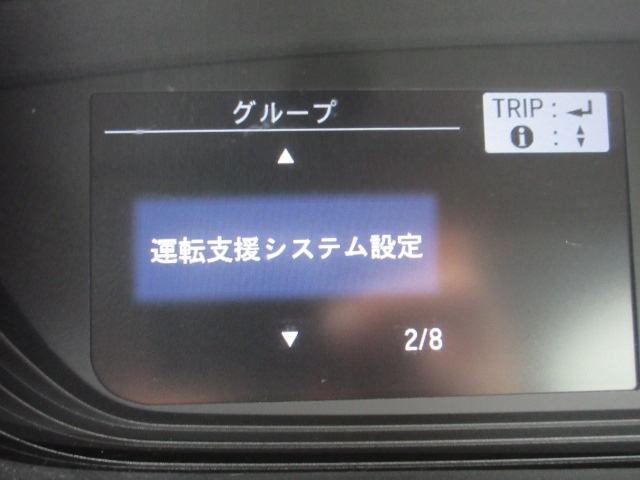 グループ
TRIP : ↲
i : ▲▼
▲
運転支援システム設定
▼ 2/8